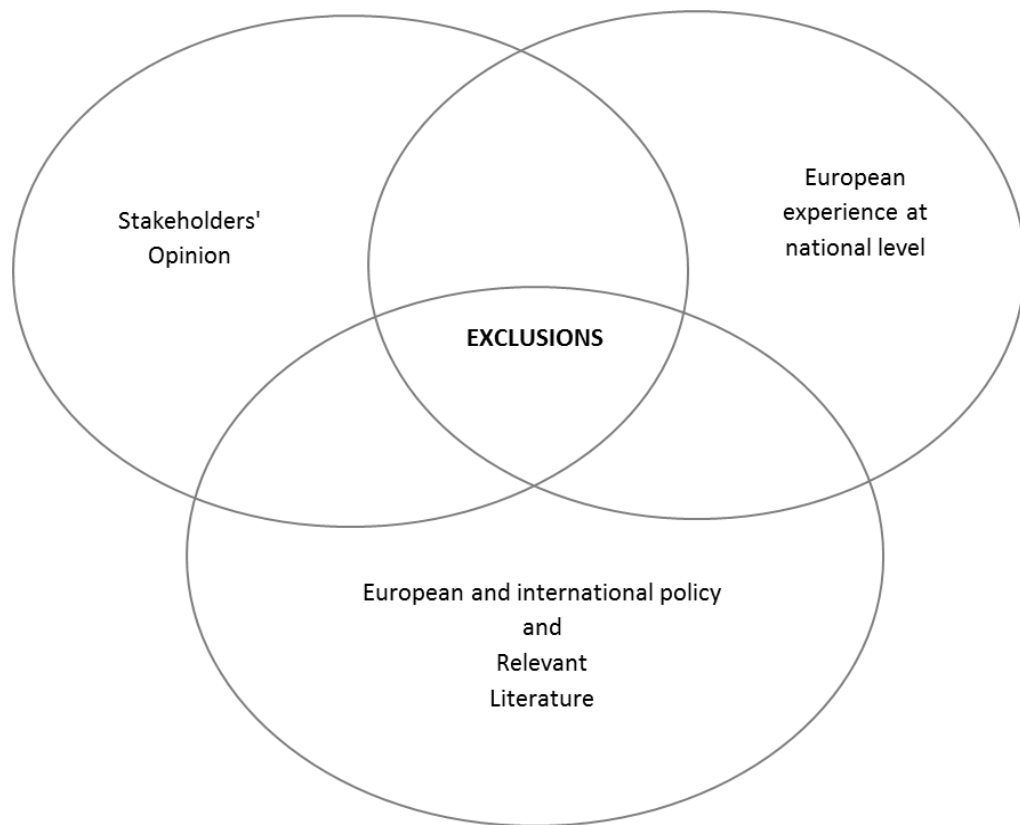 Stakeholders'
Opinion
European
experience at
national level
EXCLUSIONS
European and international policy
and
Relevant
Literature